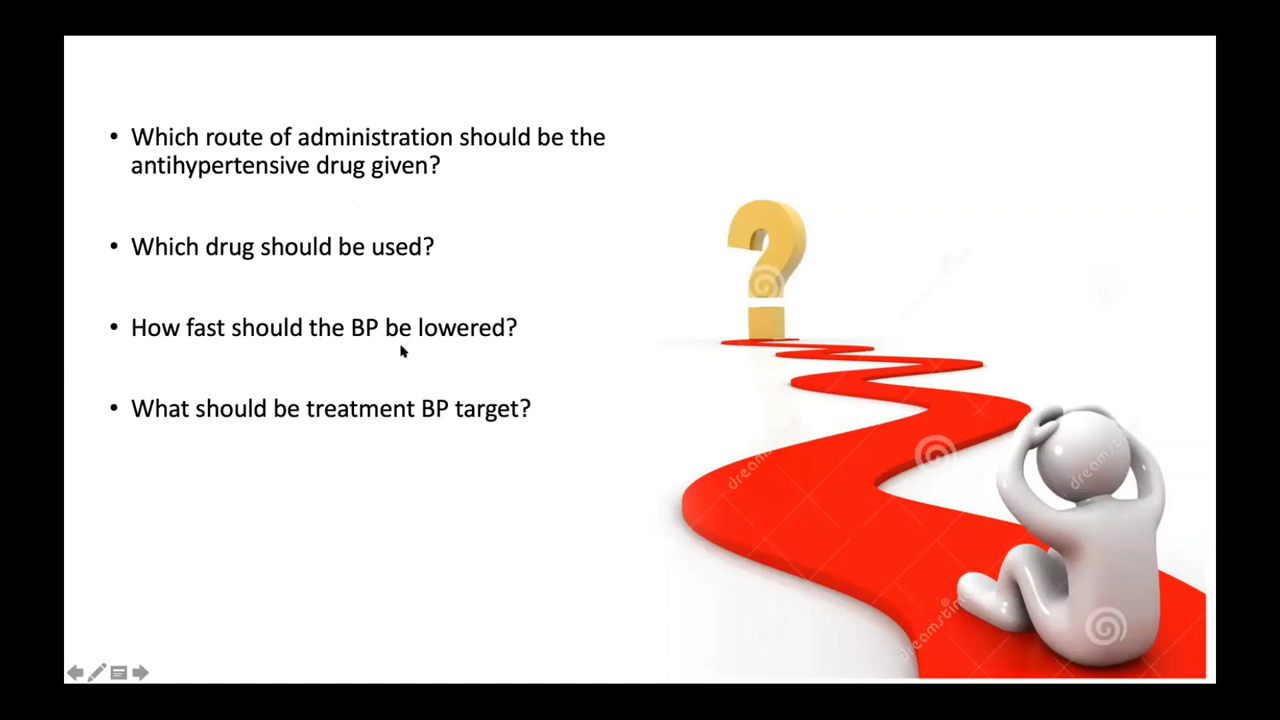 • Which route of administration should be the
antihypertensive drug given?
• Which drug should be used?
• How fast should the BP be lowered?
• What should be treatment BP target?
?
dreamstime